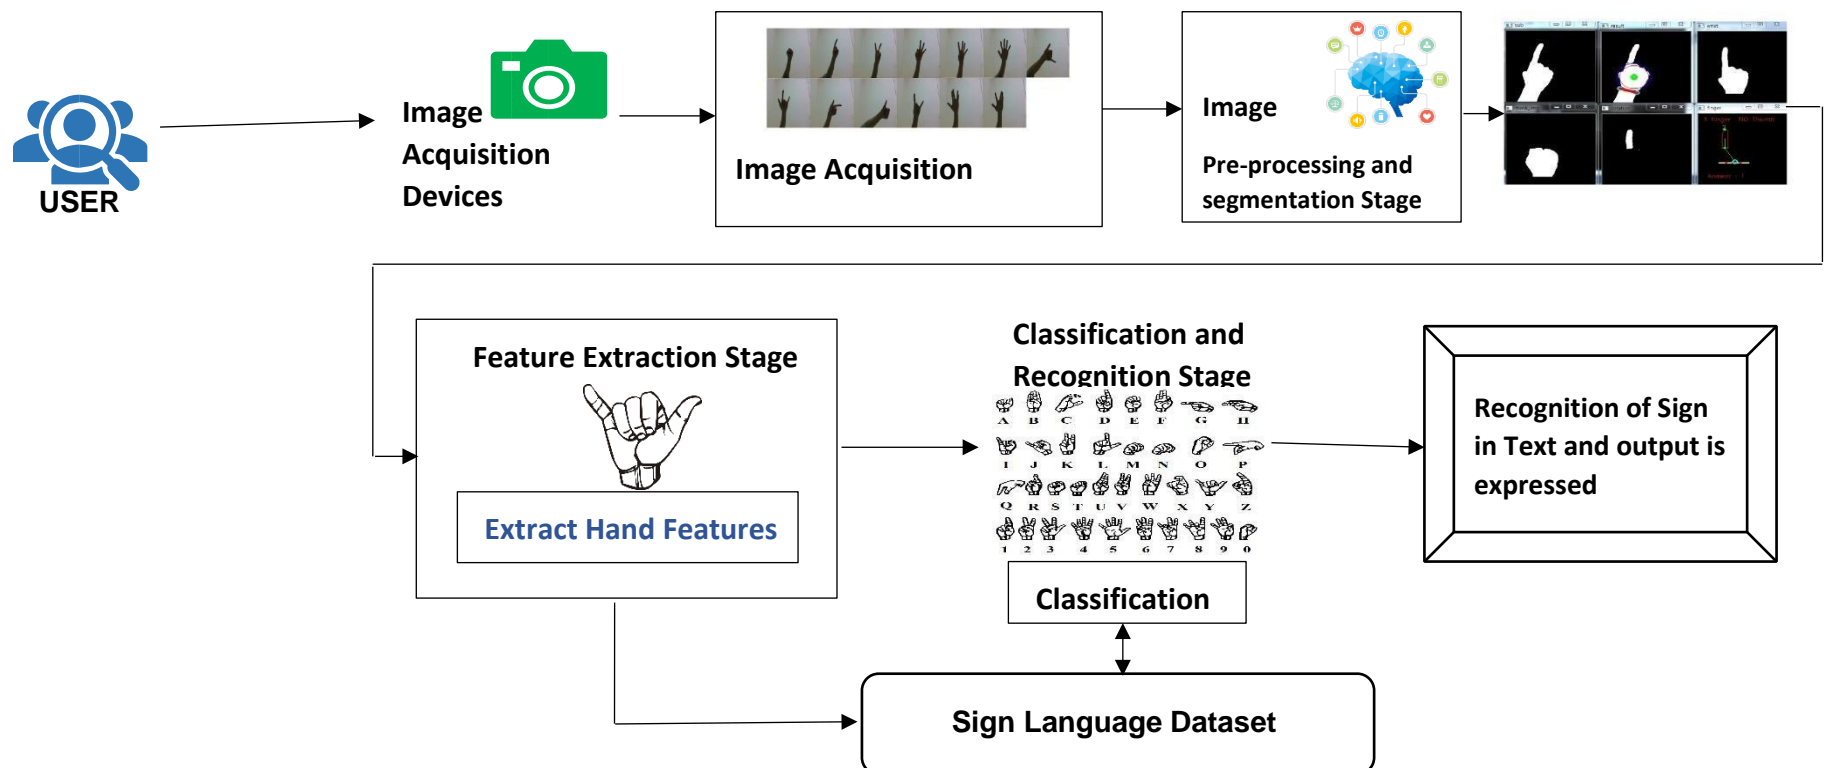 USER
Image
Acquisition
Devices
Image Acquisition
Image
Pre-processing and
segmentation Stage
result
Finger
Feature Extraction Stage
Extract Hand Features
Classification and
Recognition Stage
A B C D E F G H
I J K L M N O P
Q R S T U V W X Y Z
1 2 3 4 5 6 7 8 9 0
Classification
Recognition of Sign
in Text and output is
expressed
Sign Language Dataset